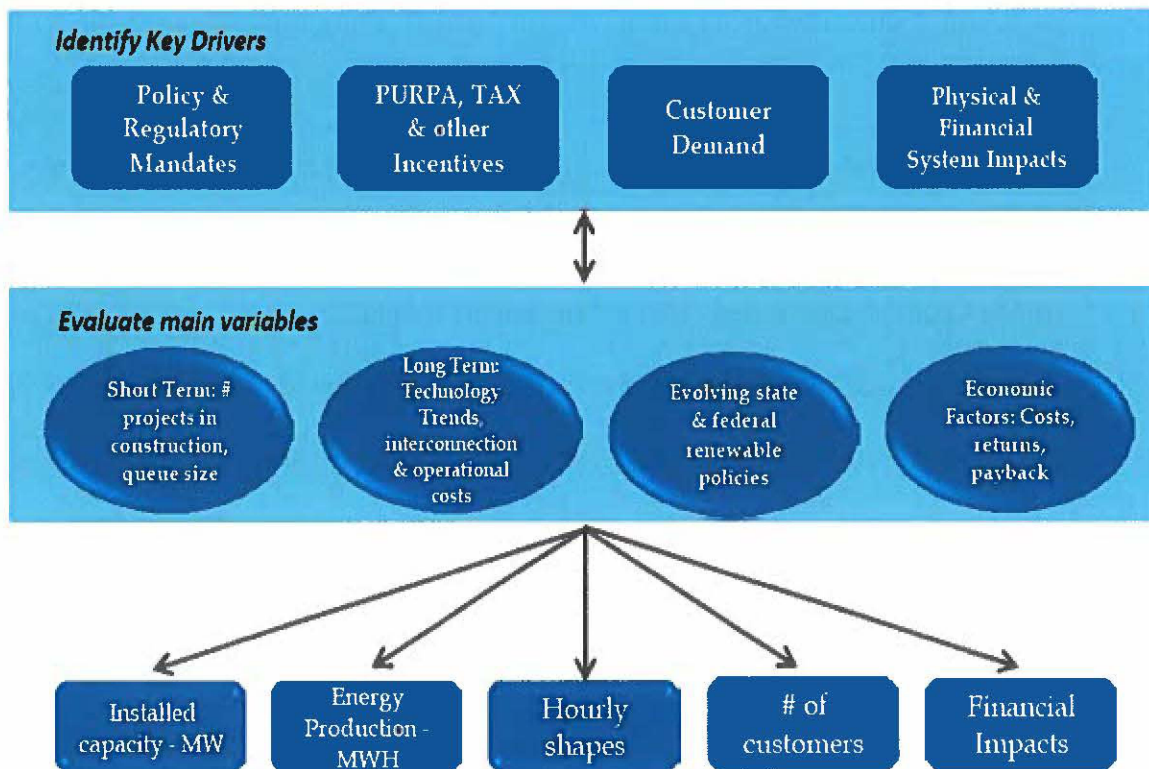 Identify Key Drivers
Policy &
Regulatory
Mandates
PURPA, TAX
& other
Incentives
Customer
Demand
Physical &
Financial
System Impacts
Evaluate main variables
Short Term: #
projects in
construction,
queue size
Long Term:
Technology
Trends,
interconnection
& operational
costs
Evolving state
& federal
renewable
policies
Economic
Factors: Costs,
returns,
payback
Installed
capacity - MW
Energy
Production -
MWH
Hourly
shapes
# of
customers
Financial
Impacts